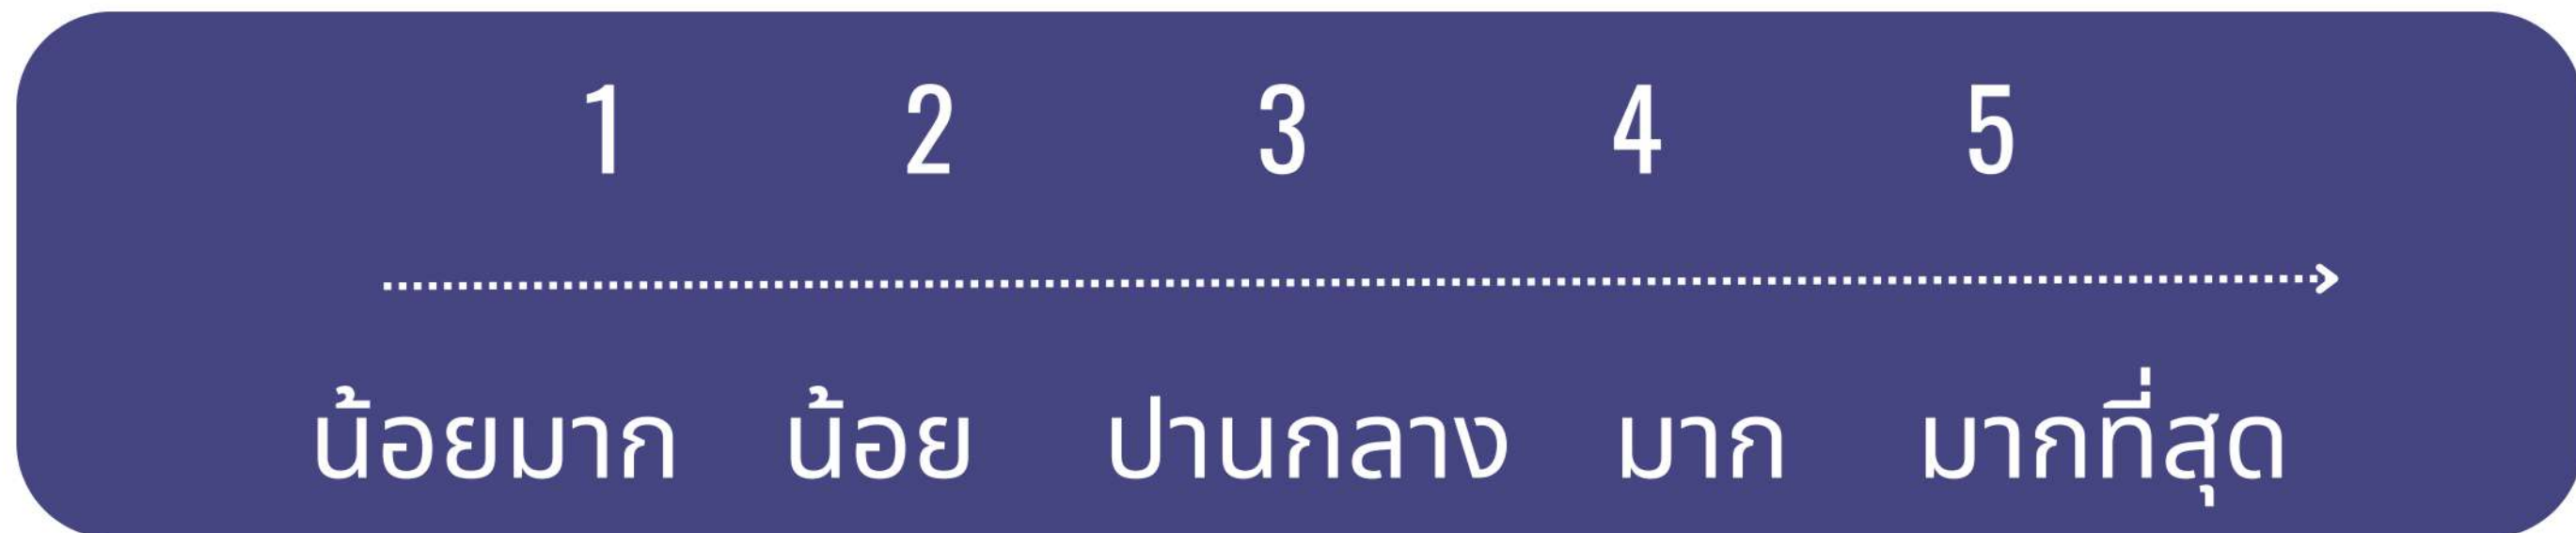 1 2 3 4 5
น้อยมาก น้อย ปานกลาง มาก มากที่สุด